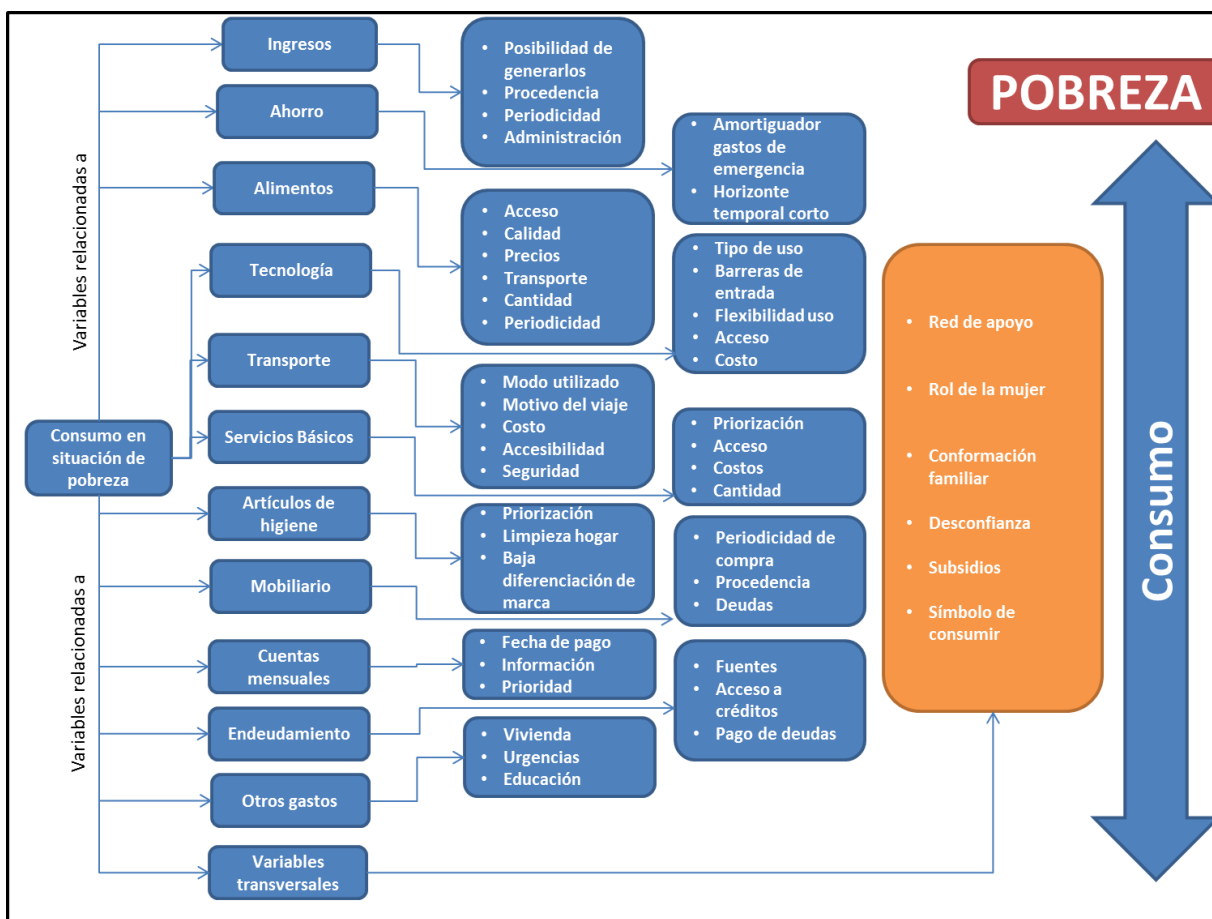 POBREZA
Consumo
Variables relacionadas a
Variables relacionadas a
Consumo en
situación de
pobreza
Ingresos
• Posibilidad de
generarlos
• Procedencia
• Periodicidad
• Administración
Ahorro
• Amortiguador
gastos de
emergencia
• Horizonte
temporal corto
Alimentos
• Acceso
• Calidad
• Precios
• Transporte
• Cantidad
• Periodicidad
Tecnología
• Tipo de uso
• Barreras de
entrada
• Flexibilidad uso
• Acceso
• Costo
Transporte
• Modo utilizado
• Motivo del viaje
• Costo
• Accesibilidad
• Seguridad
Servicios Básicos
• Priorización
• Acceso
• Costos
• Cantidad
Artículos de
higiene
• Priorización
• Limpieza hogar
• Baja
diferenciación de
marca
Mobiliario
• Periodicidad de
compra
• Procedencia
• Deudas
Cuentas
mensuales
• Fecha de pago
• Información
• Prioridad
Endeudamiento
• Fuentes
• Acceso a
créditos
• Pago de deudas
Otros gastos
• Vivienda
• Urgencias
• Educación
Variables
transversales
• Red de apoyo
• Rol de la mujer
• Conformación
familiar
• Desconfianza
• Subsidios
• Símbolo de
consumir